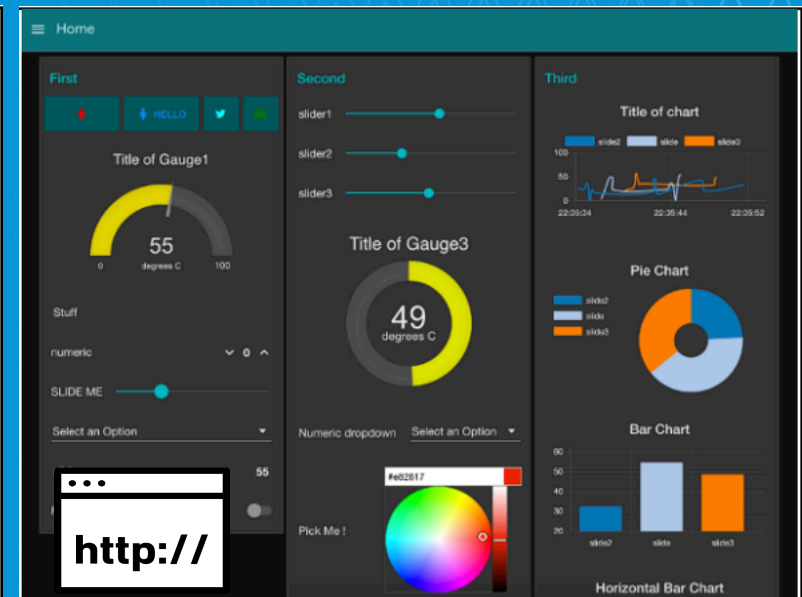 Home
First
HELLO
Title of Gauge1
55
degrees C
0
100
Stuff
numeric
0
SLIDE ME
Select an Option
55
http://
Second
slider1
slider2
slider3
Title of Gauge3
49
degrees C
Numeric dropdown
Select an Option
#e82817
Pick Me !
Third
Title of chart
slide2 slide slide3
100
50
0
22:35:34 22:35:44 22:35:52
Pie Chart
slide2
slide
slide3
Bar Chart
60
50
40
30
20
slide2 slide slide3
Horizontal Bar Chart